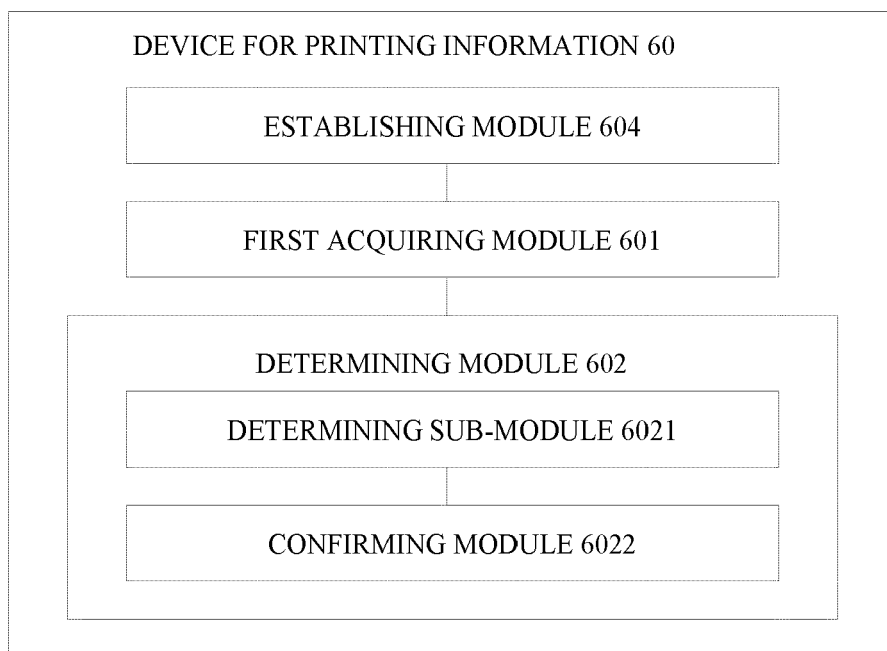 DEVICE FOR PRINTING INFORMATION 60
ESTABLISHING MODULE 604
FIRST ACQUIRING MODULE 601
DETERMINING MODULE 602
DETERMINING SUB-MODULE 6021
CONFIRMING MODULE 6022